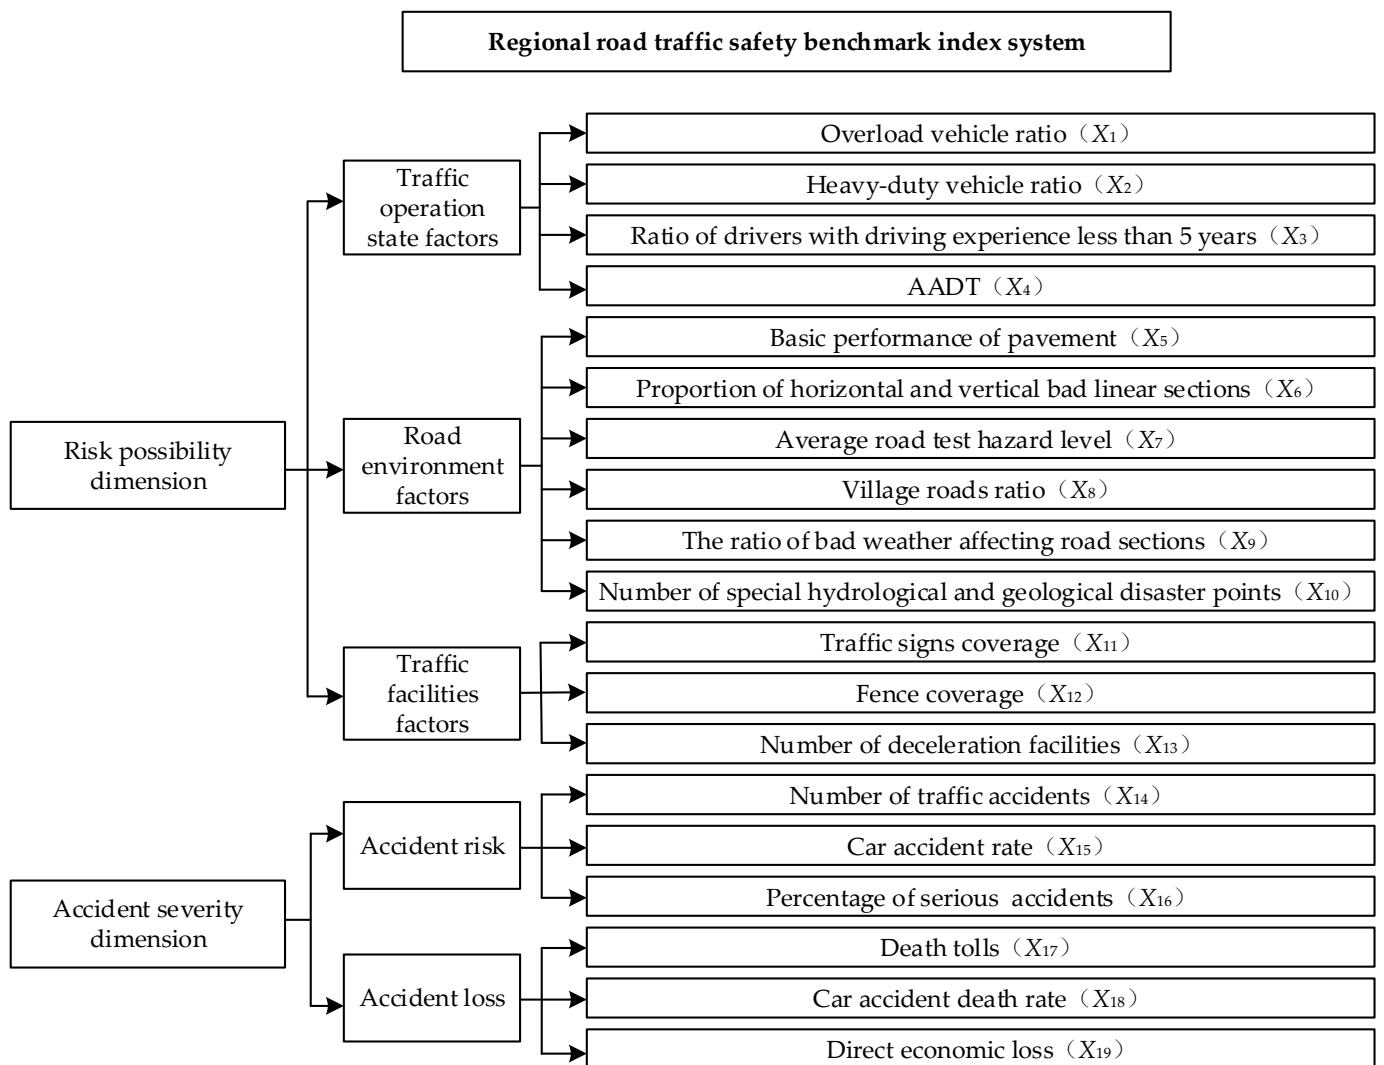 Regional road traffic safety benchmark index system
Risk possibility
dimension
Traffic
operation
state factors
Overload vehicle ratio（X1）
Heavy-duty vehicle ratio（X2）
Ratio of drivers with driving experience less than 5 years（X3）
AADT（X4）
Road
environment
factors
Basic performance of pavement（X5）
Proportion of horizontal and vertical bad linear sections（X6）
Average road test hazard level（X7）
Village roads ratio（X8）
The ratio of bad weather affecting road sections（X9）
Number of special hydrological and geological disaster points（X10）
Traffic
facilities
factors
Traffic signs coverage（X11）
Fence coverage（X12）
Number of deceleration facilities（X13）
Accident severity
dimension
Accident risk
Number of traffic accidents（X14）
Car accident rate（X15）
Percentage of serious accidents（X16）
Accident loss
Death tolls（X17）
Car accident death rate（X18）
Direct economic loss（X19）